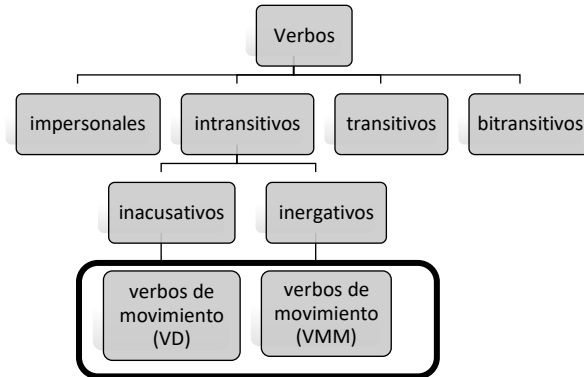 Verbos
impersonales
intransitivos
transitivos
bitransitivos
inacusativos
inergativos
verbos de
movimiento
(VD)
verbos de
movimiento
(VMM)